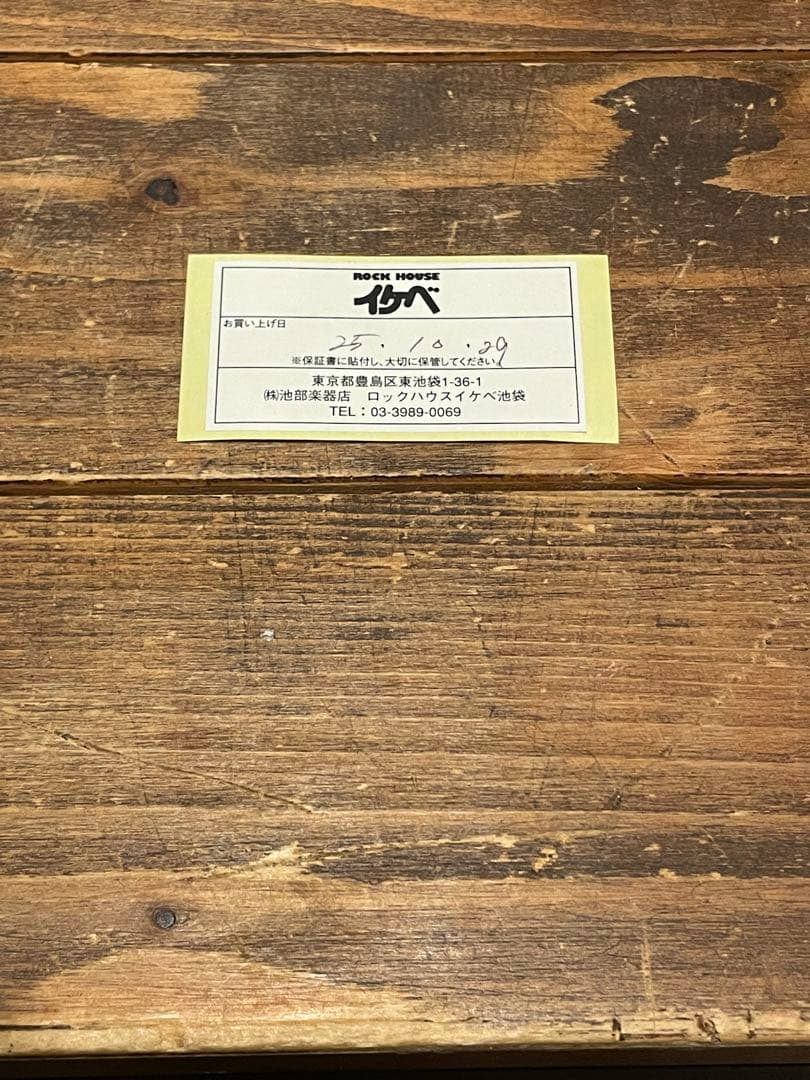 ROCK HOUSE
イケベ
お買い上げ日
25.10.29
※保証書に貼付し、大切に保管してください。
東京都豊島区東池袋1-36-1
㈱池部楽器店 ロックハウスイケベ池袋
TEL：03-3989-0069